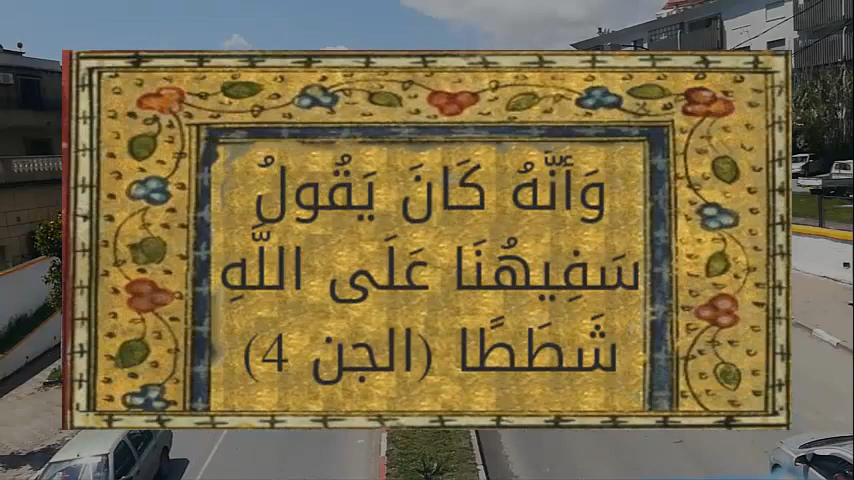 وَأَنَّهُ كَانَ يَقُولُ
سَفِيهُنَا عَلَى اللَّهِ
شَطَطًا (الجن 4)